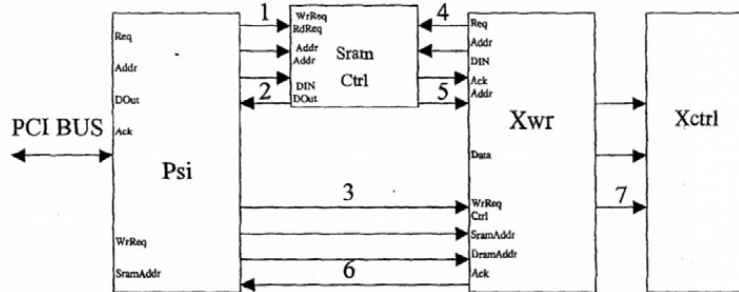 1
WrReq
RdReq
4
Req
Req
Addr
Addr
Sram
Addr
Addr
DIN
Ctrl
Ack
DOut
2
DIN
DOut
5
Addr
Ack
PCI BUS
Xwr
Xctrl
Psi
Data
3
WrReq
7
Ctrl
WrReq
SramAddr
DramAddr
SramAddr
6
Ack